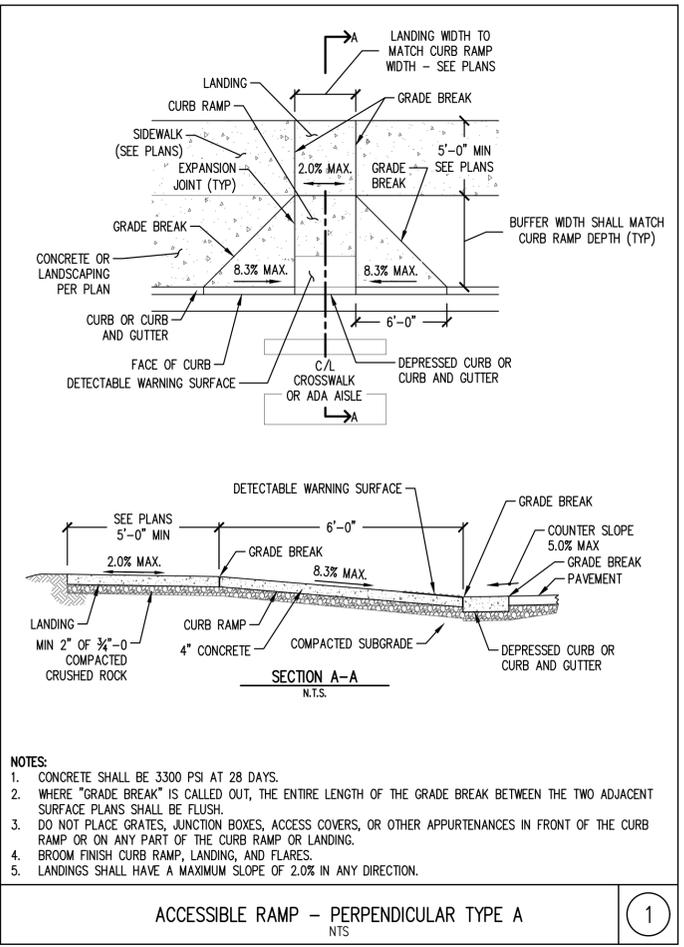 A
LANDING WIDTH TO
MATCH CURB RAMP
WIDTH – SEE PLANS
LANDING
CURB RAMP
GRADE BREAK
SIDEWALK
(SEE PLANS)
EXPANSION
JOINT (TYP)
2.0% MAX.
GRADE
BREAK
5'-0" MIN
SEE PLANS
GRADE BREAK
BUFFER WIDTH SHALL MATCH
CURB RAMP DEPTH (TYP)
CONCRETE OR
LANDSCAPING
PER PLAN
8.3% MAX.
8.3% MAX.
CURB OR CURB
AND GUTTER
6'-0"
FACE OF CURB
DETECTABLE WARNING SURFACE
C/L
CROSSWALK
OR ADA AISLE
DEPRESSED CURB OR
CURB AND GUTTER
A
DETECTABLE WARNING SURFACE
GRADE BREAK
SEE PLANS
5'-0" MIN
6'-0"
COUNTER SLOPE
5.0% MAX
2.0% MAX.
GRADE BREAK
8.3% MAX.
GRADE BREAK
PAVEMENT
LANDING
MIN 2" OF ¾"-0
COMPACTED
CRUSHED ROCK
CURB RAMP
4" CONCRETE
COMPACTED SUBGRADE
DEPRESSED CURB OR
CURB AND GUTTER
SECTION A-A
N.T.S.
NOTES:
1. CONCRETE SHALL BE 3300 PSI AT 28 DAYS.
2. WHERE "GRADE BREAK" IS CALLED OUT, THE ENTIRE LENGTH OF THE GRADE BREAK BETWEEN THE TWO ADJACENT
SURFACE PLANS SHALL BE FLUSH.
3. DO NOT PLACE GRATES, JUNCTION BOXES, ACCESS COVERS, OR OTHER APPURTENANCES IN FRONT OF THE CURB
RAMP OR ON ANY PART OF THE CURB RAMP OR LANDING.
4. BROOM FINISH CURB RAMP, LANDING, AND FLARES.
5. LANDINGS SHALL HAVE A MAXIMUM SLOPE OF 2.0% IN ANY DIRECTION.
ACCESSIBLE RAMP – PERPENDICULAR TYPE A
NTS
1